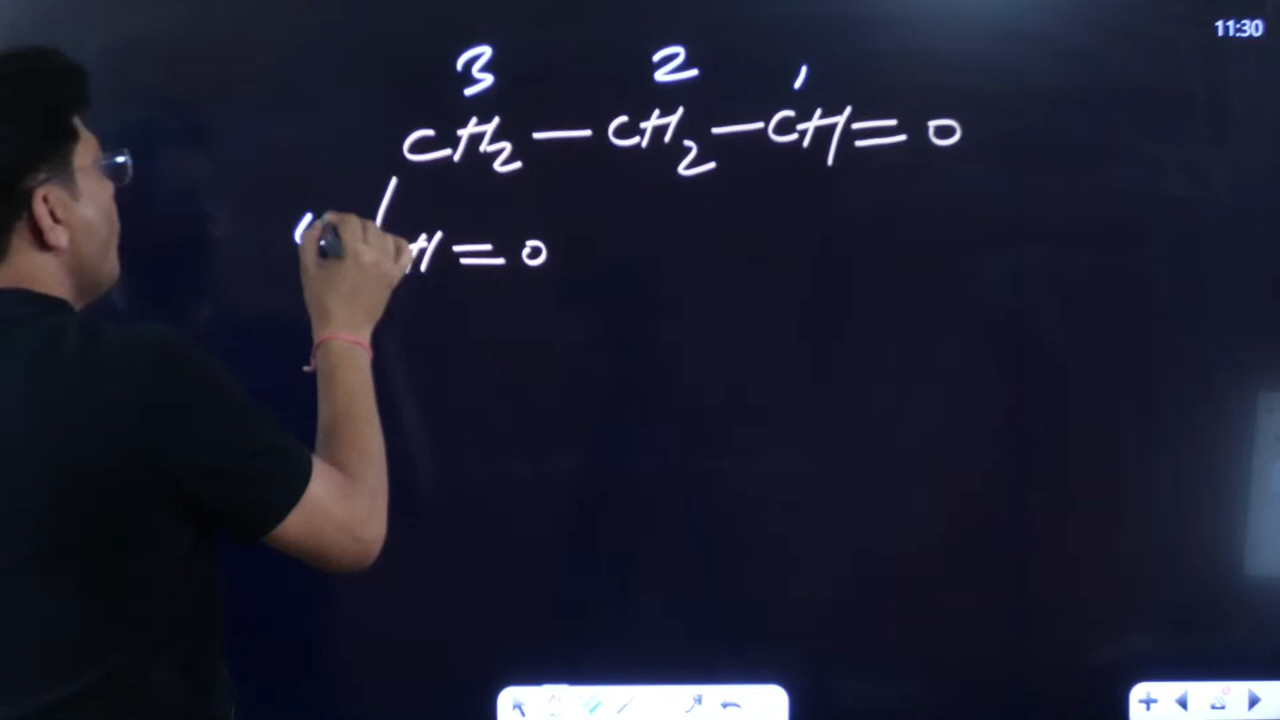 11:30
3 2 1
CH₂ — CH₂ — CH = O
H = O